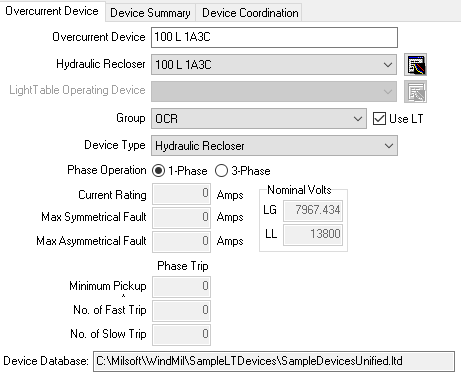 Overcurrent Device Device Summary Device Coordination
Overcurrent Device 100 L 1A3C
Hydraulic Recloser 100 L 1A3C
LightTable Operating Device
Group OCR Use LT
Device Type Hydraulic Recloser
Phase Operation 1-Phase 3-Phase
Current Rating 0 Amps Nominal Volts
Max Symmetrical Fault 0 Amps LG 7967.434
Max Asymmetrical Fault 0 Amps LL 13800
Phase Trip
Minimum Pickup 0
No. of Fast Trip 0
No. of Slow Trip 0
Device Database: C:\Milsoft\WindMil\SampleLTDevices\SampleDevicesUnified.ltd